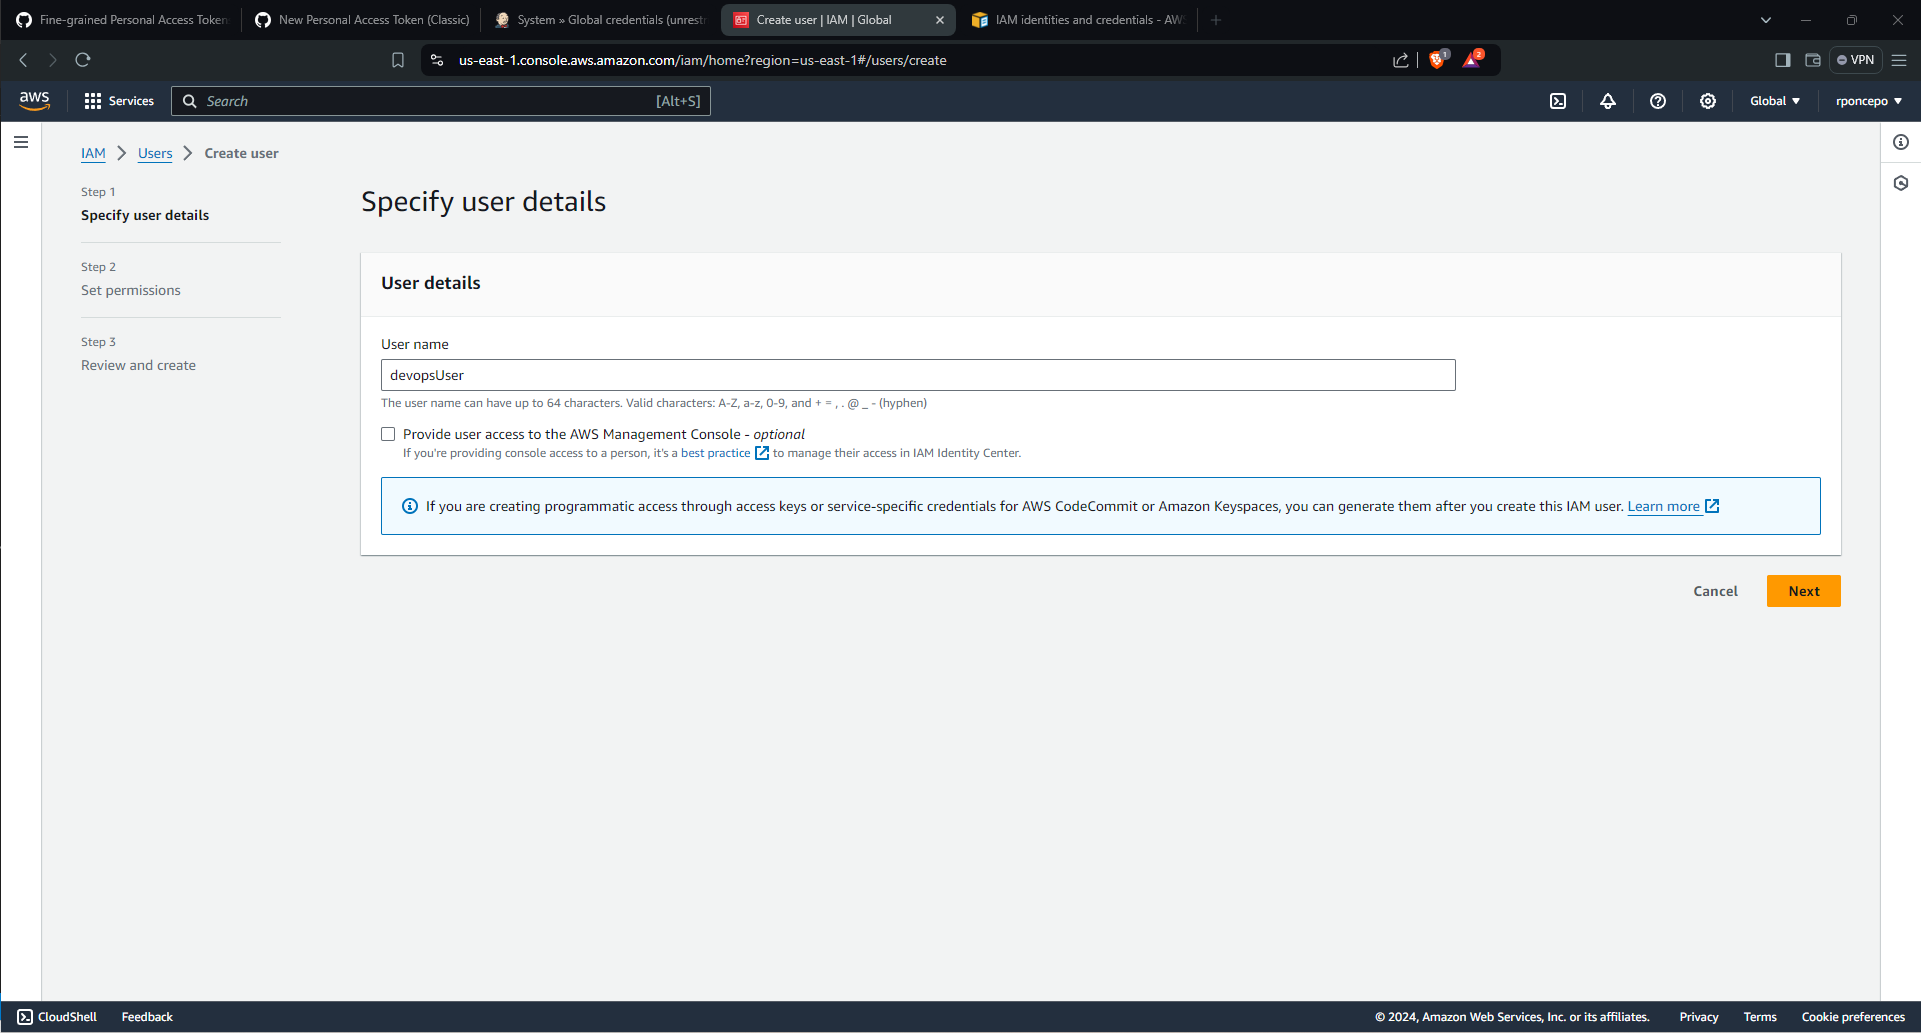 Fine-grained Personal Access Token
New Personal Access Token (Classic)
System » Global credentials (unrestr
Create user | IAM | Global
IAM identities and credentials - AW
us-east-1.console.aws.amazon.com/iam/home?region=us-east-1#/users/create
1
2
VPN
aws
Services
Search
[Alt+S]
Global
rponcepo
IAM
Users
Create user
Step 1
Specify user details
Step 2
Set permissions
Step 3
Review and create
Specify user details
User details
User name
devopsUser
The user name can have up to 64 characters. Valid characters: A-Z, a-z, 0-9, and + = , . @ _ - (hyphen)
Provide user access to the AWS Management Console - optional
If you're providing console access to a person, it's a best practice to manage their access in IAM Identity Center.
If you are creating programmatic access through access keys or service-specific credentials for AWS CodeCommit or Amazon Keyspaces, you can generate them after you create this IAM user. Learn more
Cancel
Next
CloudShell
Feedback
© 2024, Amazon Web Services, Inc. or its affiliates.
Privacy
Terms
Cookie preferences